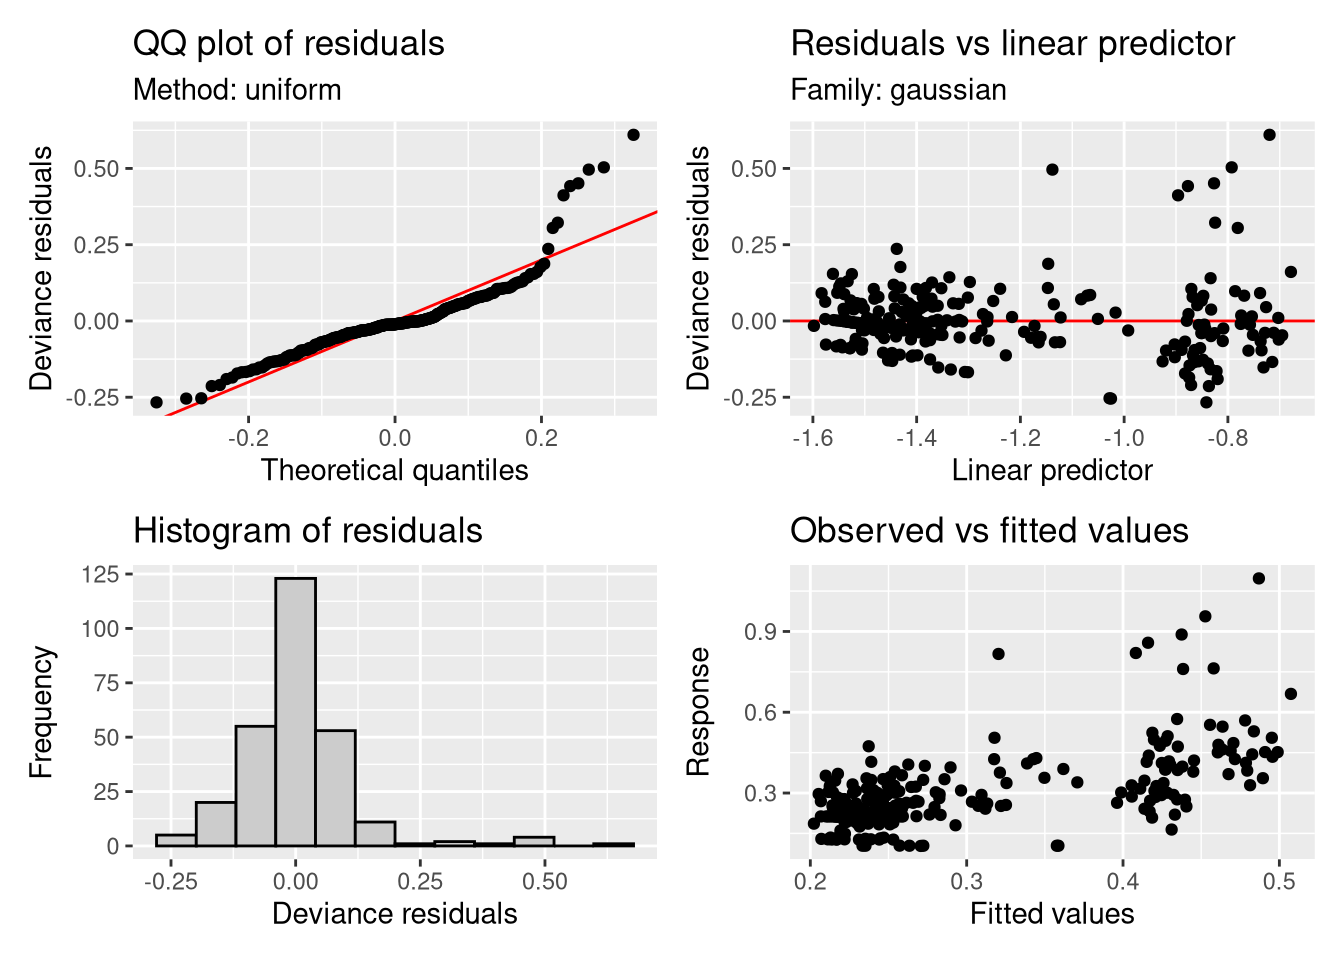 QQ plot of residuals
Method: uniform
Deviance residuals
0.50
0.25
0.00
-0.25
-0.2
0.0
0.2
Theoretical quantiles
Residuals vs linear predictor
Family: gaussian
Deviance residuals
0.50
0.25
0.00
-0.25
-1.6
-1.4
-1.2
-1.0
-0.8
Linear predictor
Histogram of residuals
Frequency
125
100
75
50
25
0
-0.25
0.00
0.25
0.50
Deviance residuals
Observed vs fitted values
Response
0.9
0.6
0.3
0.2
0.3
0.4
0.5
Fitted values